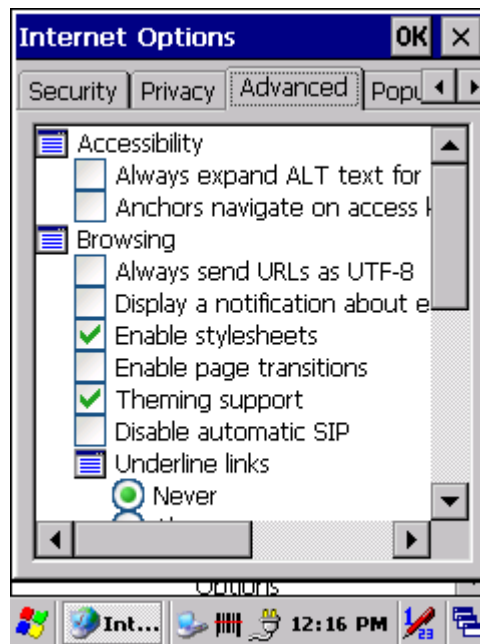 Internet Options OK
Security Privacy Advanced Popu
Accessibility
Always expand ALT text for
Anchors navigate on access
Browsing
Always send URLs as UTF-8
Display a notification about e
Enable stylesheets
Enable page transitions
Theming support
Disable automatic SIP
Underline links
Never
Options
Int... 12:16 PM